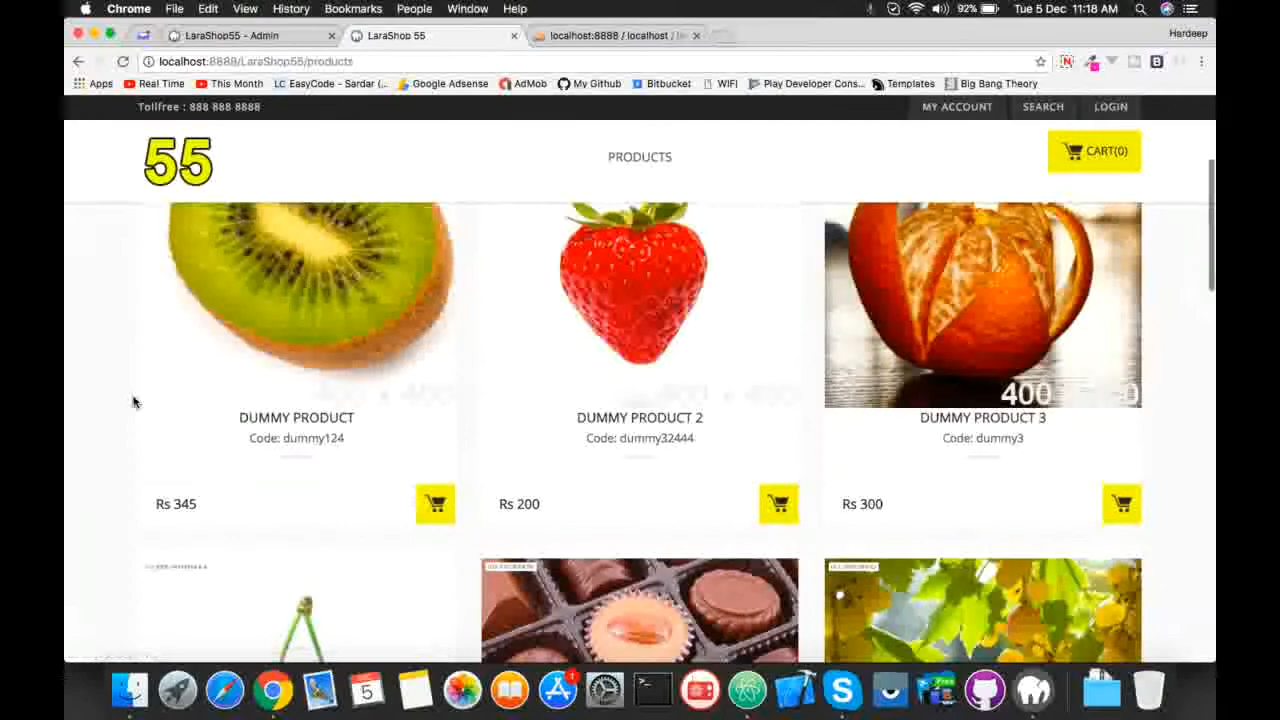 Chrome File Edit View History Bookmarks People Window Help 92% Tue 5 Dec 11:18 AM
LaraShop55 - Admin LaraShop 55 localhost:8888 / localhost / Hardeep
localhost:8888/LaraShop55/products
Apps Real Time This Month LC EasyCode - Sardar (... Google Adsense AdMob My Github Bitbucket WIFI Play Developer Cons... Templates Big Bang Theory
Tollfree : 888 888 8888 MY ACCOUNT SEARCH LOGIN
55 PRODUCTS CART(0)
400
DUMMY PRODUCT DUMMY PRODUCT 2 DUMMY PRODUCT 3
Code: dummy124 Code: dummy32444 Code: dummy3
Rs 345 Rs 200 Rs 300